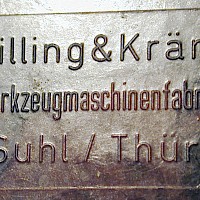 illing&Krän
rkzeugmaschinenfabr
Suhl / Thür